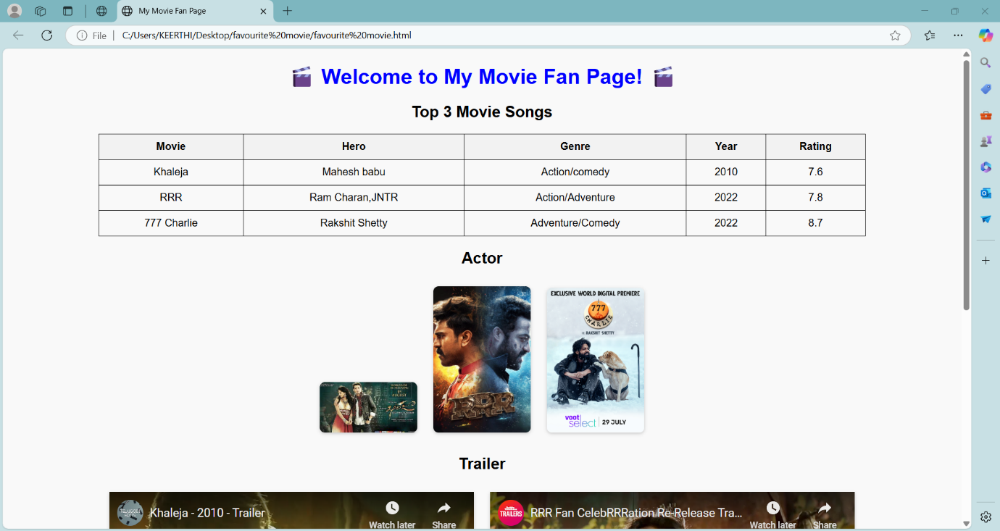 My Movie Fan Page
File C:/Users/KEERTHI/Desktop/favourite%20movie/favourite%20movie.html
Welcome to My Movie Fan Page!
Top 3 Movie Songs
Movie Hero Genre Year Rating
Khaleja Mahesh babu Action/comedy 2010 7.6
RRR Ram Charan,JNTR Action/Adventure 2022 7.8
777 Charlie Rakshit Shetty Adventure/Comedy 2022 8.7
Actor
RRR
EXCLUSIVE WORLD DIGITAL PREMIERE
777
CHARLIE
RAKSHIT SHETTY
voot
select 29 JULY
Trailer
Khaleja - 2010 - Trailer Watch later Share
TRAILERS RRR Fan CelebRRRation Re-Release Tra... Watch later Share